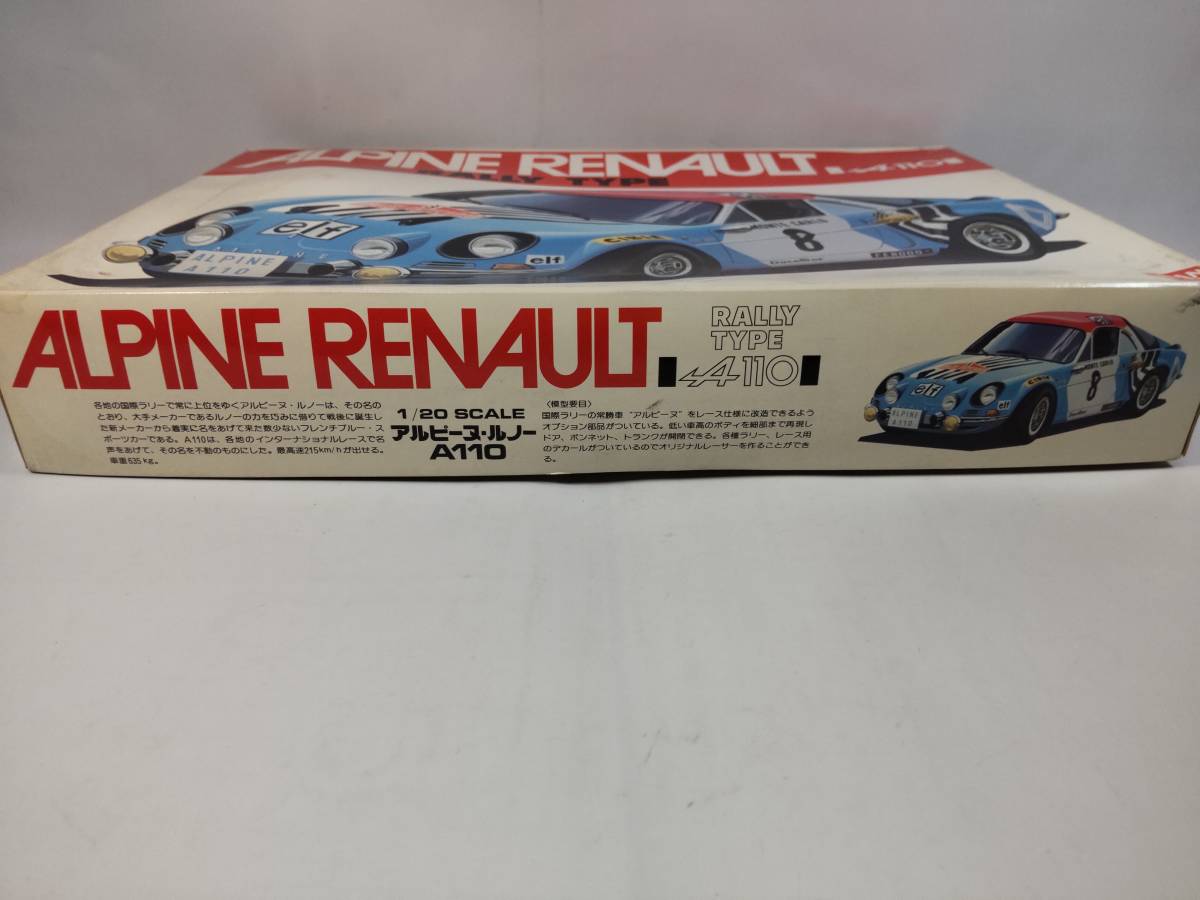 ALPINE RENAULT A110
RALLY TYPE
elf
ALPINE
A110
elf
CIBIE
8
FERODO
ALPINE RENAULT
RALLY
TYPE
A110
各地の国際ラリーで常に上位をゆくアルピーヌ・ルノーは、その名の
とおり、大手メーカーであるルノーの力を巧みに借りて戦後に誕生し
た新メーカーから着実に名をあげて来た数少ないフレンチブルー・ス
ポーツカーである。A110は、各地のインターナショナルレースで名
声をあげて、その名を不動のものにした。最高速215km/hが出せる。
車重635kg。
1/20 SCALE
アルピーヌ・ルノー
A110
〈模型要目〉
国際ラリーの常勝車 "アルピーヌ" をレース仕様に改造できるよう
オプション部品がついている。低い車高のボディを細部まで再現し
ドア、ボンネット、トランクが開閉できる。各種ラリー、レース用
のデカールがついているのでオリジナルレーサーを作ることができ
る。
elf
ALPINE
A110
8